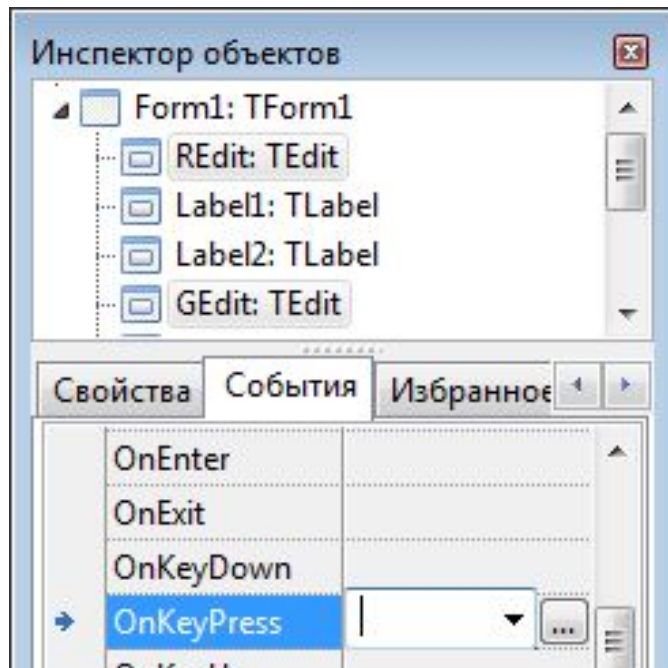 Инспектор объектов
Form1: TForm1
REdit: TEdit
Label1: TLabel
Label2: TLabel
GEdit: TEdit
Свойства События Избранное
OnEnter
OnExit
OnKeyDown
OnKeyPress ...